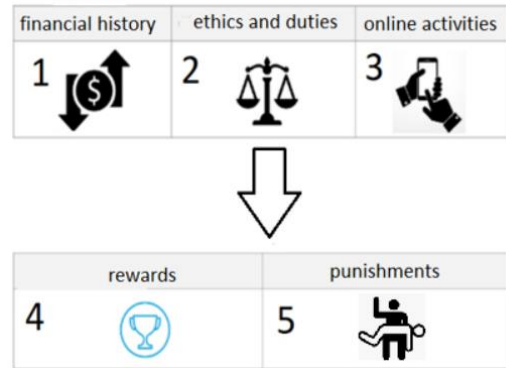 financial history ethics and duties online activities
1 $ 2 3
rewards punishments
4 5